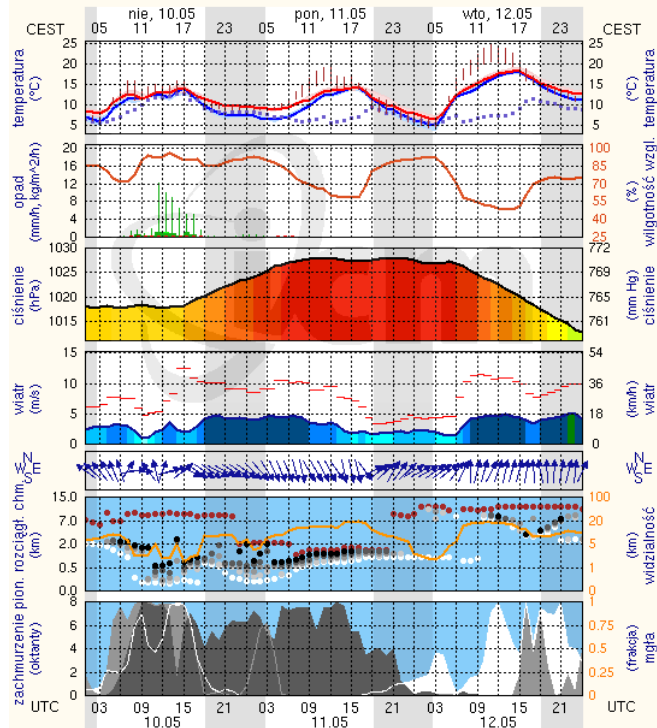 nie, 10.05 pon, 11.05 wto, 12.05
CEST 05 11 17 23 05 11 17 23 05 11 17 23 CEST
temperatura (°C) 25 20 15 10 5 25 20 15 10 5 temperatura (°C)
opad (mm/h, kg/m^2/h) 20 16 12 8 4 0 100 85 70 55 40 25 wilgotność wzgl. (%)
icm
ciśnienie (hPa) 1030 1025 1020 1015 772 769 765 761 ciśnienie (mm Hg)
wiatr (m/s) 15 10 5 0 54 36 18 0 wiatr (km/h)
N W E S N W E S
pion. rozciągł. chm. (km) 15.0 7.0 2.0 0.5 0.0 100 20 5 1 0 widzialność (km)
zachmurzenie (oktanty) 8 6 4 2 0 1 0.75 0.5 0.25 0 mgła (frakcja)
UTC 03 09 15 21 03 09 15 21 03 09 15 21 UTC
10.05 11.05 12.05